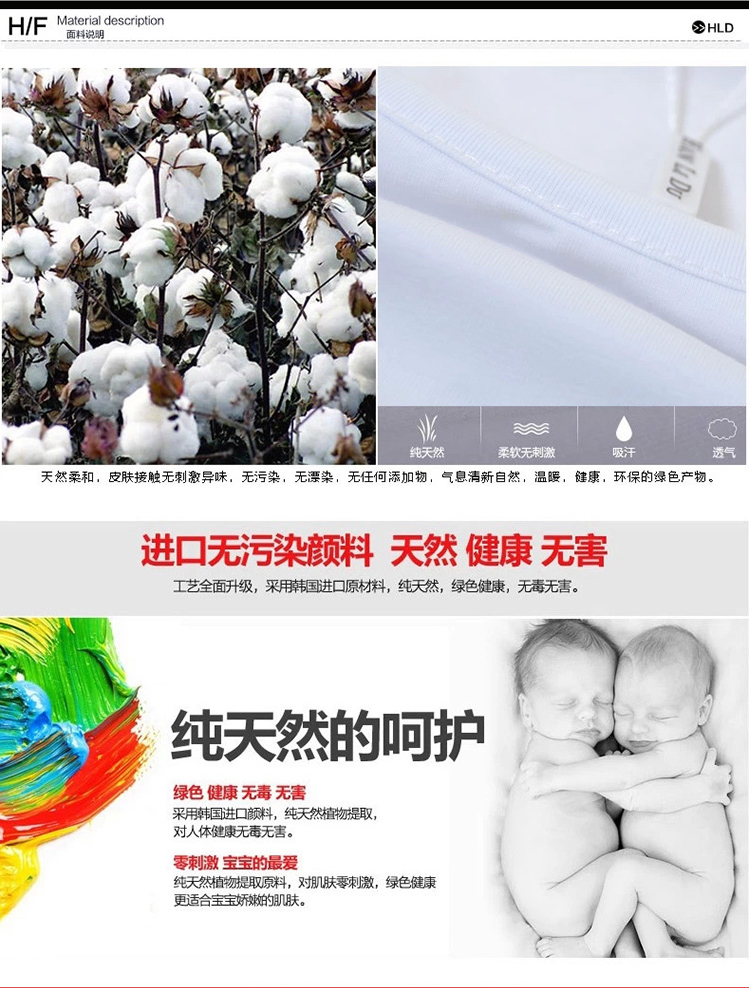 H/F Material description
面料说明
HLD
纯天然 柔软无刺激 吸汗 透气
天然柔和，皮肤接触无刺激异味，无污染，无漂染，无任何添加物，气息清新自然，温暖，健康，环保的绿色产物。
进口无污染颜料 天然 健康 无害
工艺全面升级，采用韩国进口原材料，纯天然，绿色健康，无毒无害。
纯天然的呵护
绿色 健康 无毒 无害
采用韩国进口颜料，纯天然植物提取，
对人体健康无毒无害。
零刺激 宝宝的最爱
纯天然植物提取原料，对肌肤零刺激，绿色健康
更适合宝宝娇嫩的肌肤。